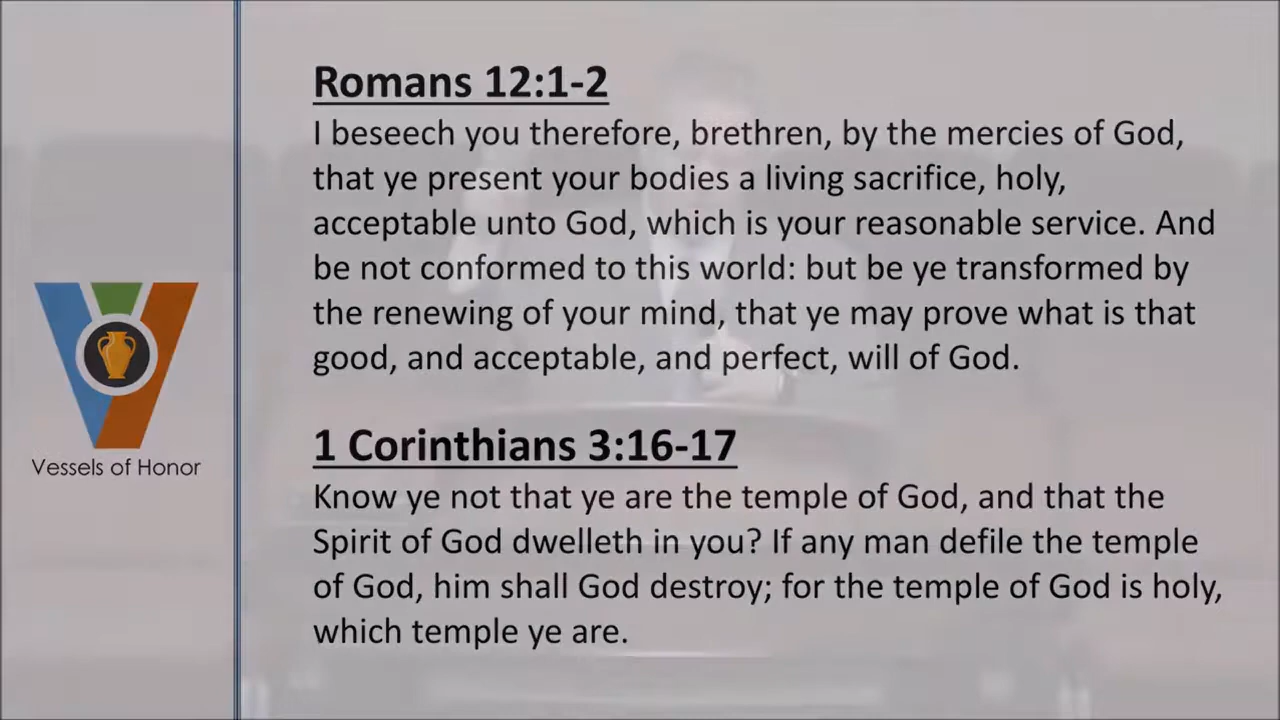 Romans 12:1-2
I beseech you therefore, brethren, by the mercies of God,
that ye present your bodies a living sacrifice, holy,
acceptable unto God, which is your reasonable service. And
be not conformed to this world: but be ye transformed by
the renewing of your mind, that ye may prove what is that
good, and acceptable, and perfect, will of God.
1 Corinthians 3:16-17
Know ye not that ye are the temple of God, and that the
Spirit of God dwelleth in you? If any man defile the temple
of God, him shall God destroy; for the temple of God is holy,
which temple ye are.
Vessels of Honor